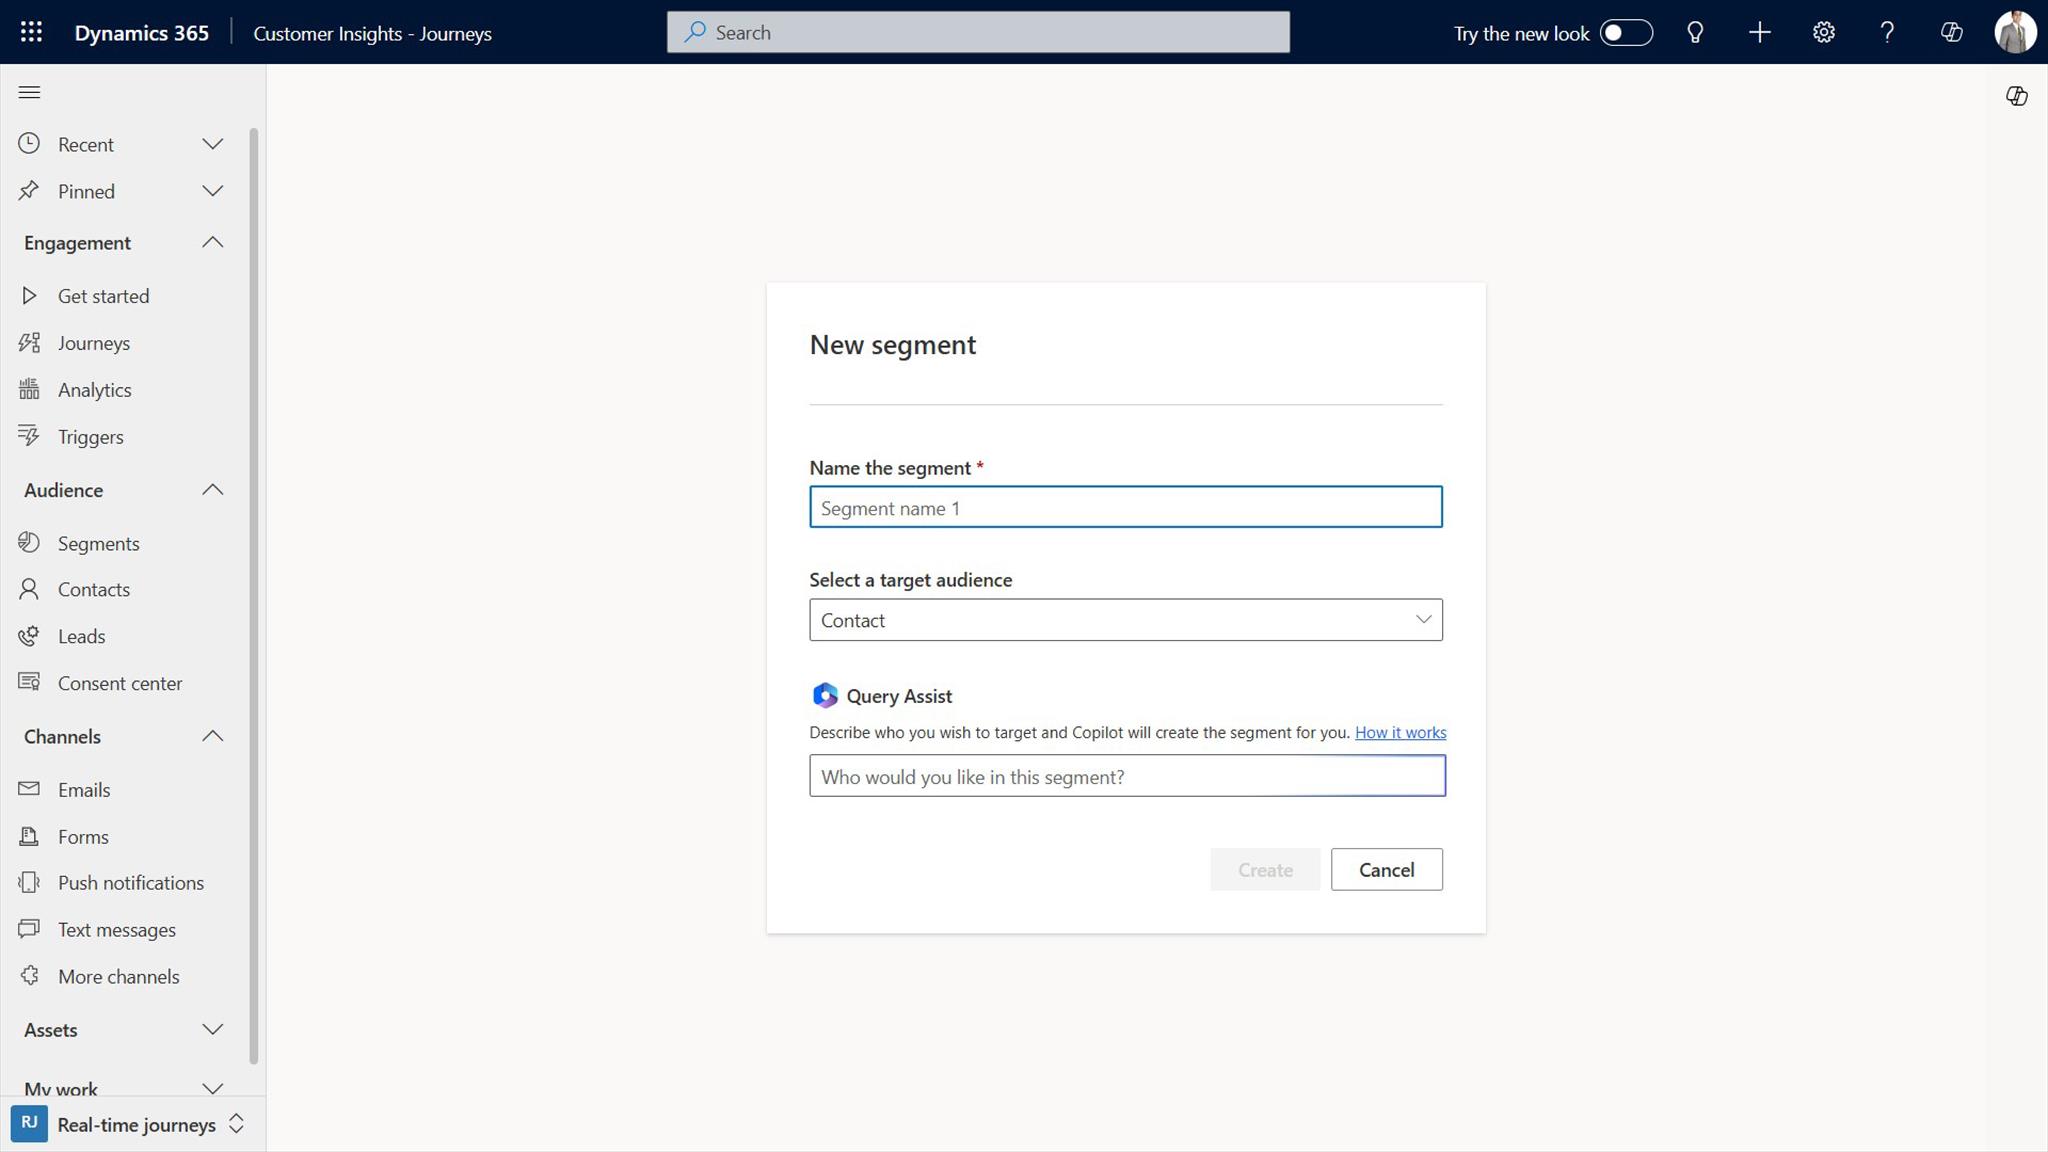 Dynamics 365
Customer Insights - Journeys
Search
Try the new look
Recent
Pinned
Engagement
Get started
Journeys
Analytics
Triggers
Audience
Segments
Contacts
Leads
Consent center
Channels
Emails
Forms
Push notifications
Text messages
More channels
Assets
My work
RJ
Real-time journeys
New segment
Name the segment *
Segment name 1
Select a target audience
Contact
Query Assist
Describe who you wish to target and Copilot will create the segment for you. How it works
Who would you like in this segment?
Create
Cancel